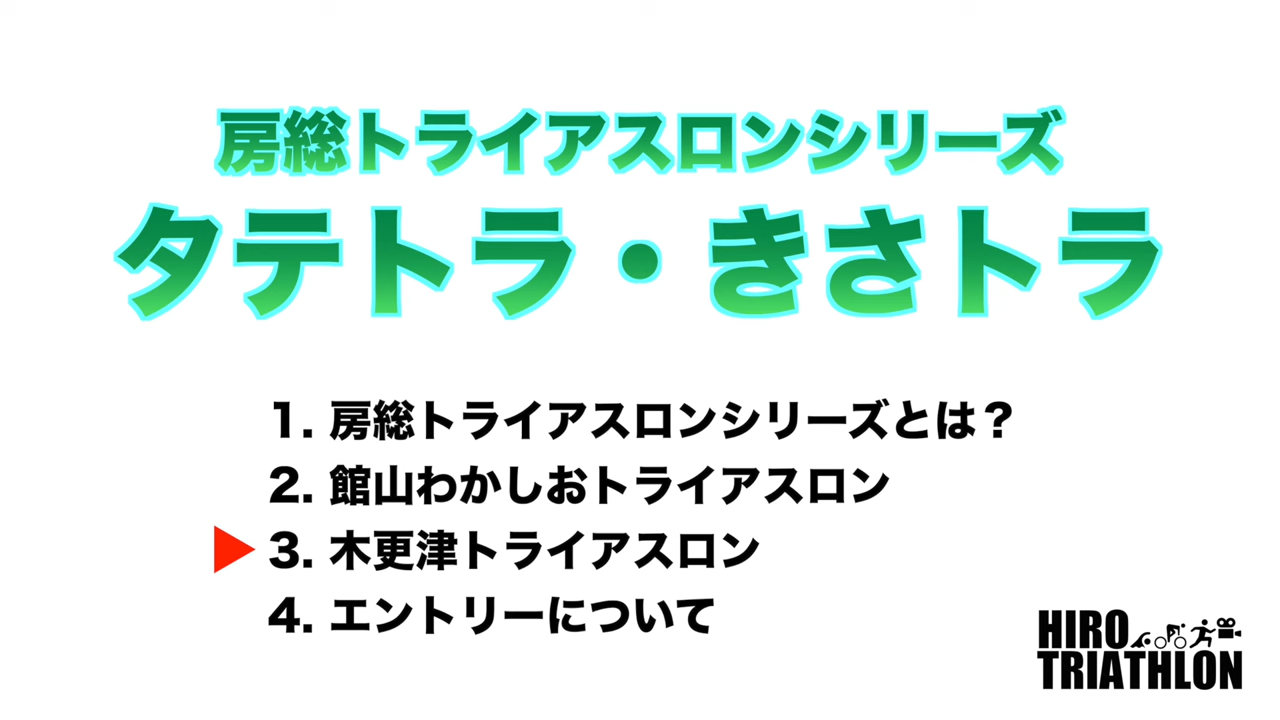 房総トライアスロンシリーズ
タテトラ・きさトラ
1. 房総トライアスロンシリーズとは？
2. 館山わかしおトライアスロン
3. 木更津トライアスロン
4. エントリーについて
HIRO
TRIATHLON